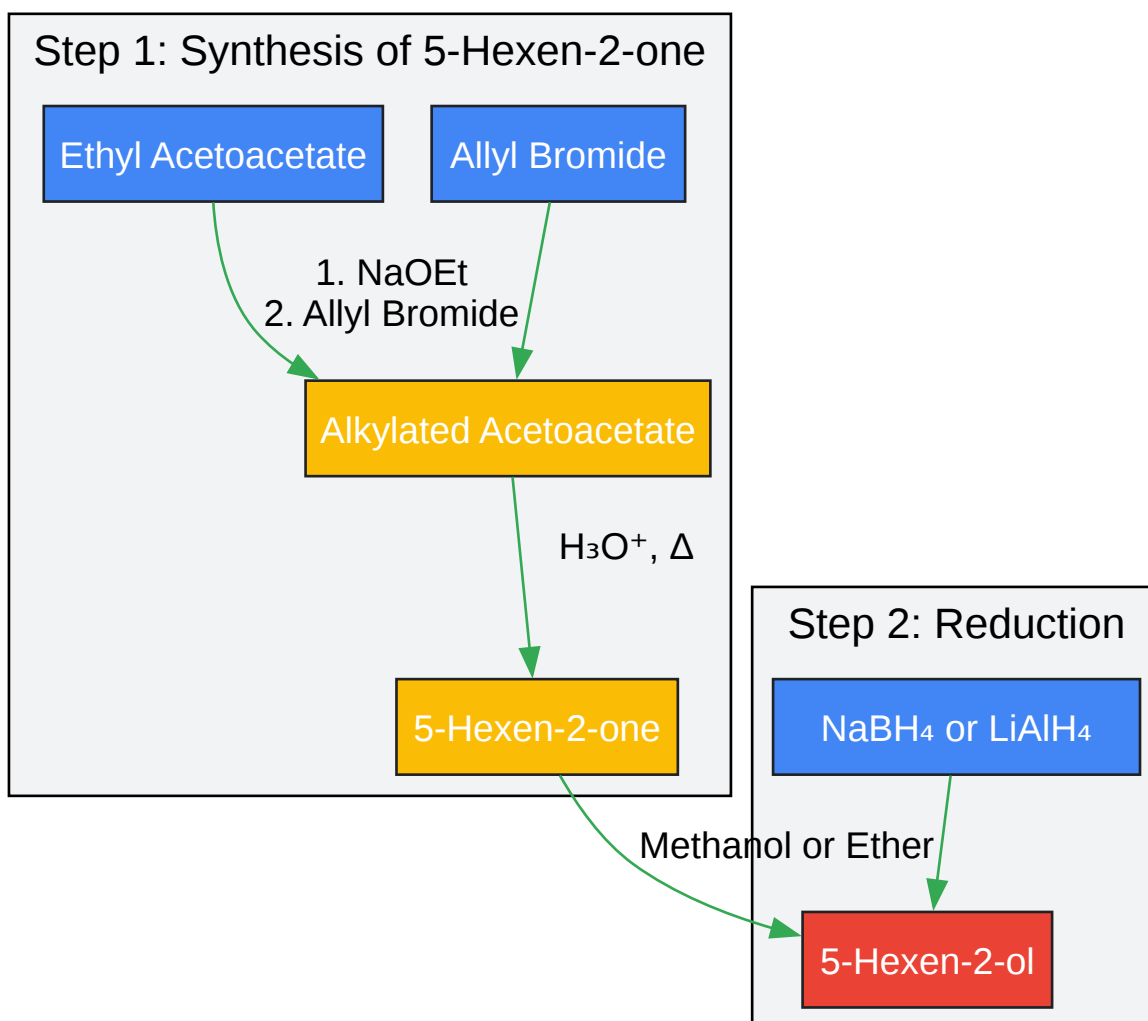 Step 1: Synthesis of 5-Hexen-2-one
Ethyl Acetoacetate
Allyl Bromide
1. NaOEt
2. Allyl Bromide
Alkylated Acetoacetate
H₃O⁺, Δ
5-Hexen-2-one
Step 2: Reduction
NaBH₄ or LiAlH₄
Methanol or Ether
5-Hexen-2-ol